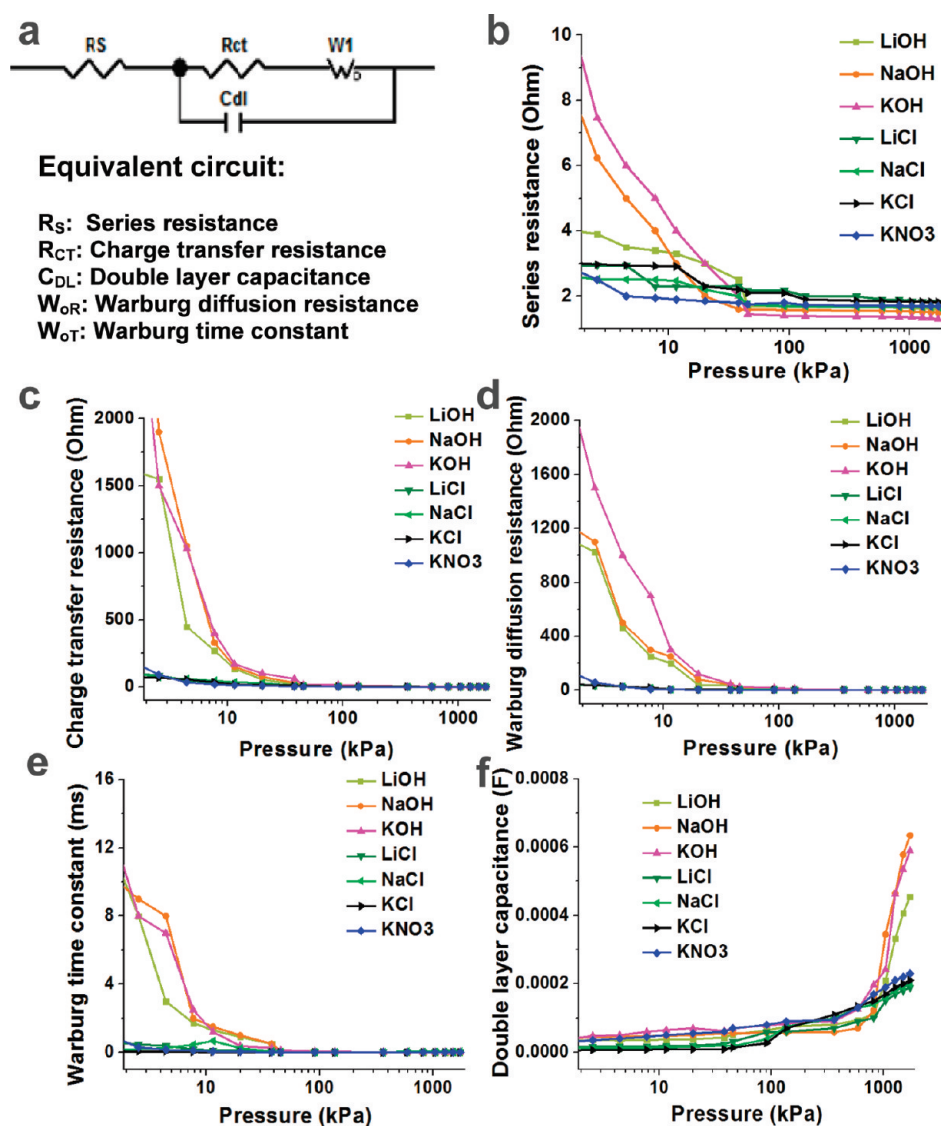 a
RS
Rct
W1
Cdl
Equivalent circuit:
RS: Series resistance
RCT: Charge transfer resistance
CDL: Double layer capacitance
WoR: Warburg diffusion resistance
WoT: Warburg time constant
b
Series resistance (Ohm)
10
8
6
4
2
LiOH
NaOH
KOH
LiCl
NaCl
KCl
KNO3
10
100
1000
Pressure (kPa)
c
Charge transfer resistance (Ohm)
2000
1500
1000
500
0
LiOH
NaOH
KOH
LiCl
NaCl
KCl
KNO3
10
100
1000
Pressure (kPa)
d
Warburg diffusion resistance (Ohm)
2000
1600
1200
800
400
0
LiOH
NaOH
KOH
LiCl
NaCl
KCl
KNO3
10
100
1000
Pressure (kPa)
e
Warburg time constant (ms)
16
12
8
4
0
LiOH
NaOH
KOH
LiCl
NaCl
KCl
KNO3
10
100
1000
Pressure (kPa)
f
Double layer capacitance (F)
0.0008
0.0006
0.0004
0.0002
0.0000
LiOH
NaOH
KOH
LiCl
NaCl
KCl
KNO3
10
100
1000
Pressure (kPa)